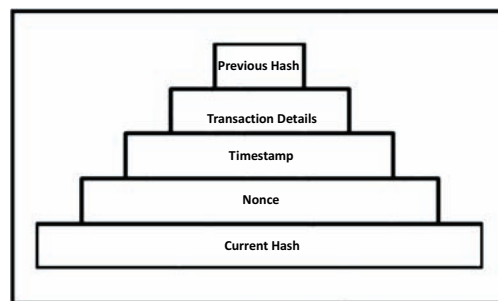 Previous Hash
Transaction Details
Timestamp
Nonce
Current Hash